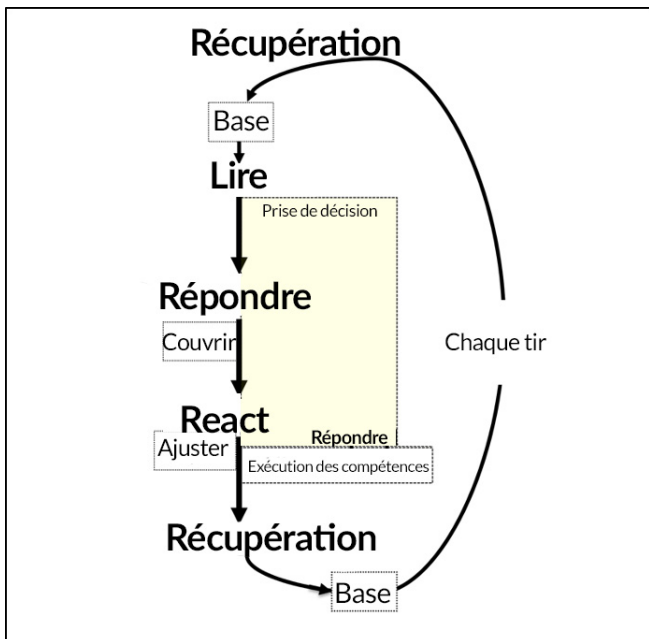 Récupération
Base
Lire
Prise de décision
Répondre
Couvrir
Chaque tir
React
Répondre
Ajuster
Exécution des compétences
Récupération
Base